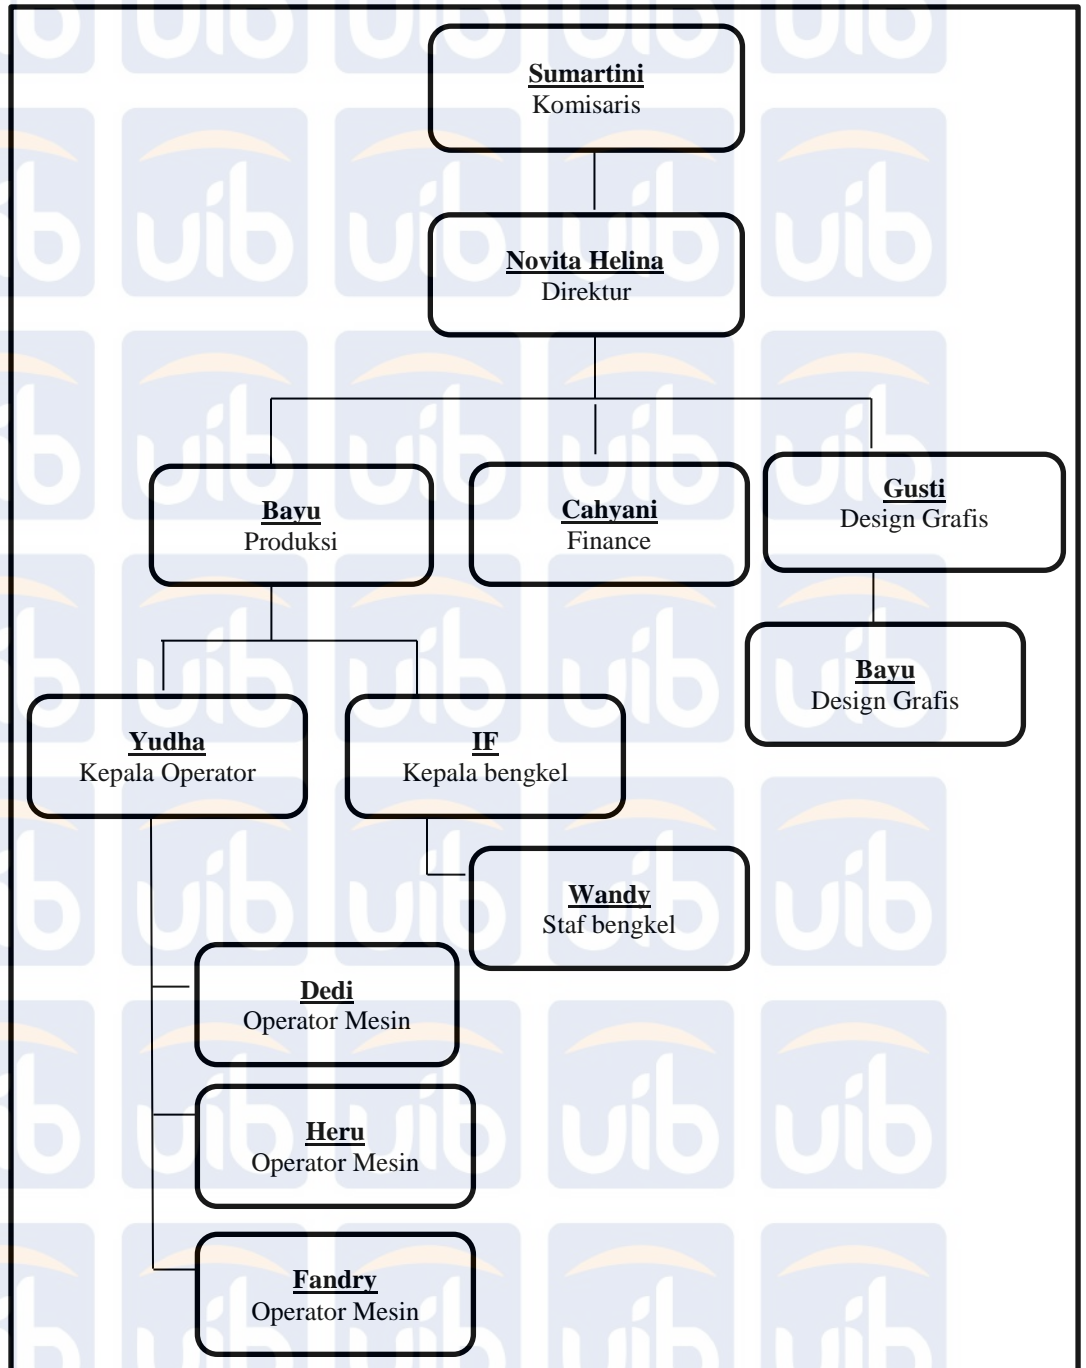 Sumartini
Komisaris
Novita Helina
Direktur
Bayu
Produksi
Cahyani
Finance
Gusti
Design Grafis
Bayu
Design Grafis
Yudha
Kepala Operator
IF
Kepala bengkel
Wandy
Staf bengkel
Dedi
Operator Mesin
Heru
Operator Mesin
Fandry
Operator Mesin
uib